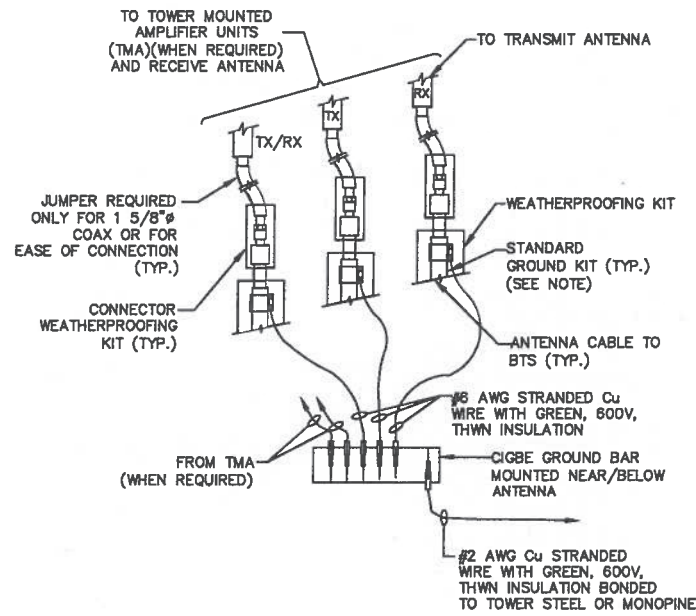 TO TOWER MOUNTED
AMPLIFIER UNITS
(TMA)(WHEN REQUIRED)
AND RECEIVE ANTENNA
TO TRANSMIT ANTENNA
RX
TX
TX/RX
JUMPER REQUIRED
ONLY FOR 1 5/8"ø
COAX OR FOR
EASE OF CONNECTION
(TYP.)
WEATHERPROOFING KIT
STANDARD
GROUND KIT (TYP.)
(SEE NOTE)
CONNECTOR
WEATHERPROOFING
KIT (TYP.)
ANTENNA CABLE TO
BTS (TYP.)
#6 AWG STRANDED Cu
WIRE WITH GREEN, 600V,
THWN INSULATION
FROM TMA
(WHEN REQUIRED)
CIGBE GROUND BAR
MOUNTED NEAR/BELOW
ANTENNA
#2 AWG Cu STRANDED
WIRE WITH GREEN, 600V,
THWN INSULATION BONDED
TO TOWER STEEL OR MONOPINE